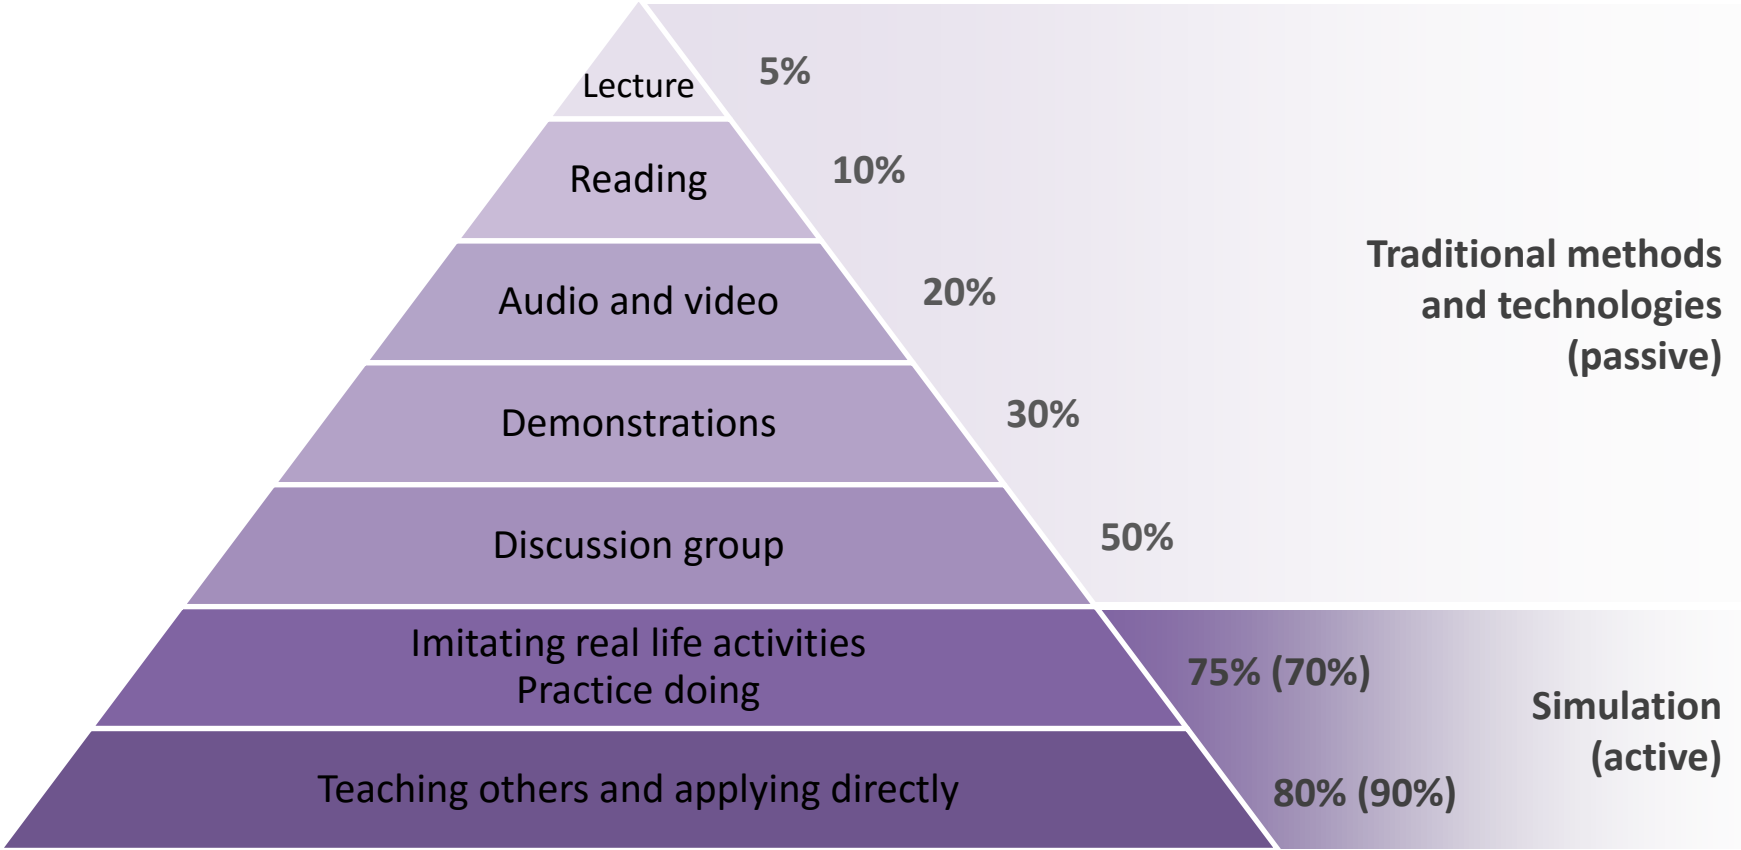 Lecture
5%
Reading
10%
Audio and video
20%
Demonstrations
30%
Discussion group
50%
Traditional methods
and technologies
(passive)
Imitating real life activities
Practice doing
75% (70%)
Teaching others and applying directly
80% (90%)
Simulation
(active)